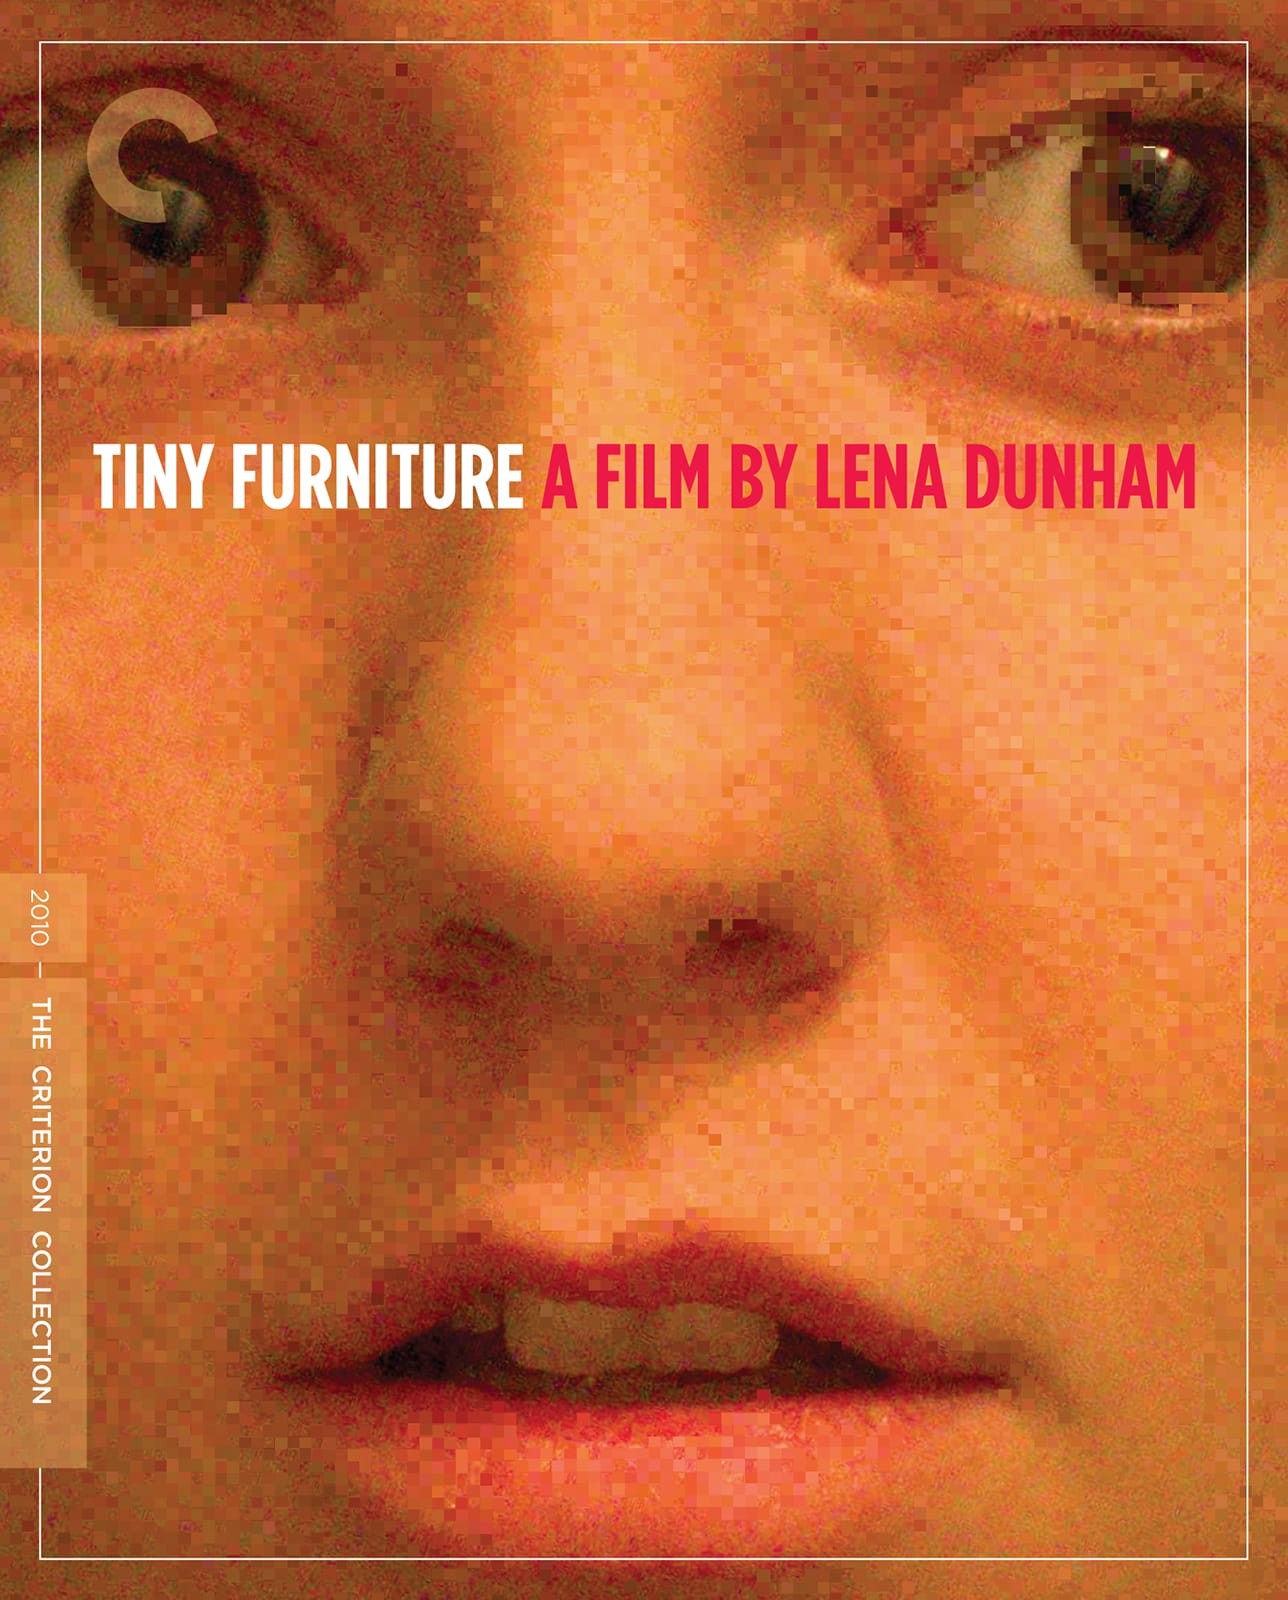 TINY FURNITURE A FILM BY LENA DUNHAM
2010 – THE CRITERION COLLECTION